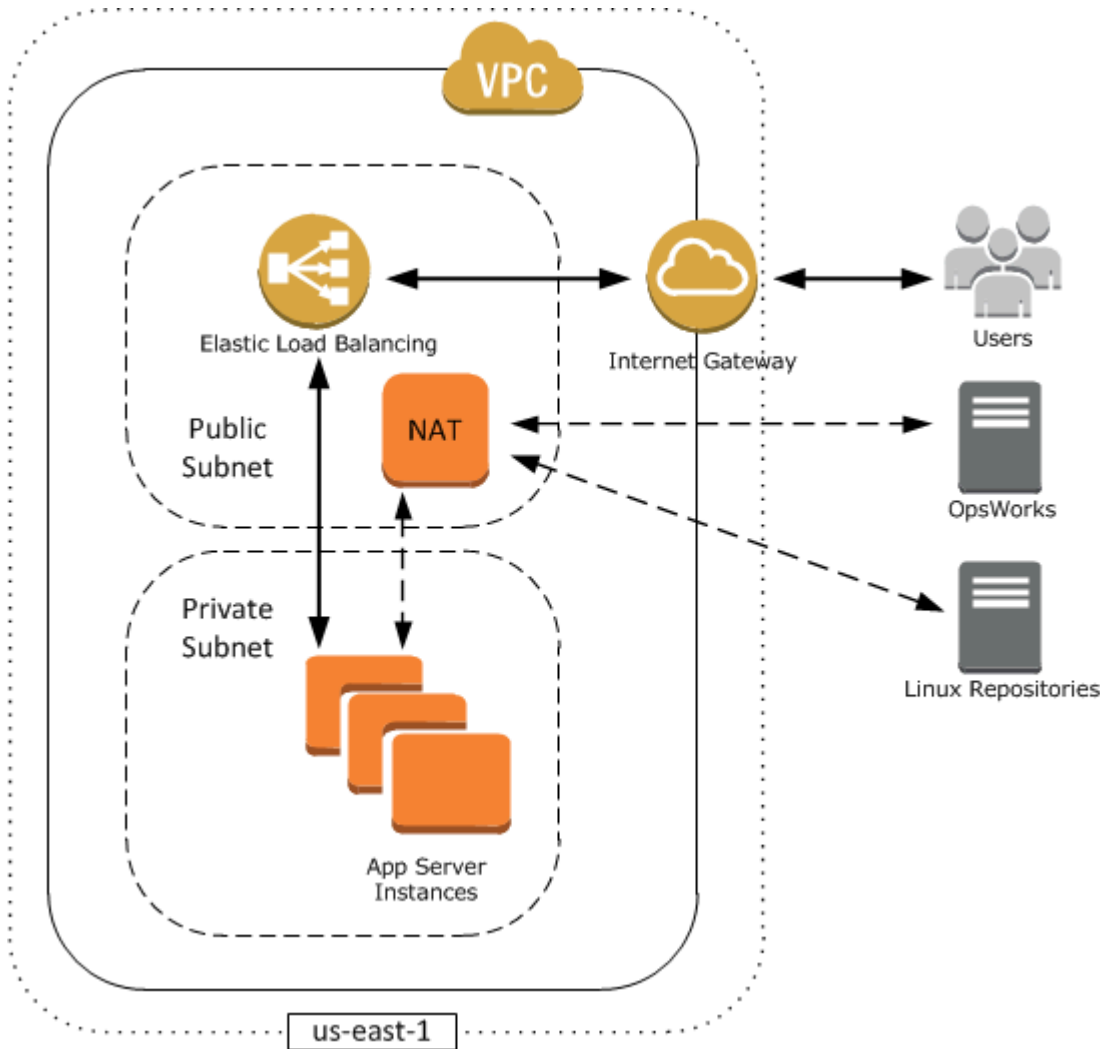 VPC
Elastic Load Balancing
Internet Gateway
Users
Public
Subnet
NAT
OpsWorks
Private
Subnet
Linux Repositories
App Server
Instances
us-east-1